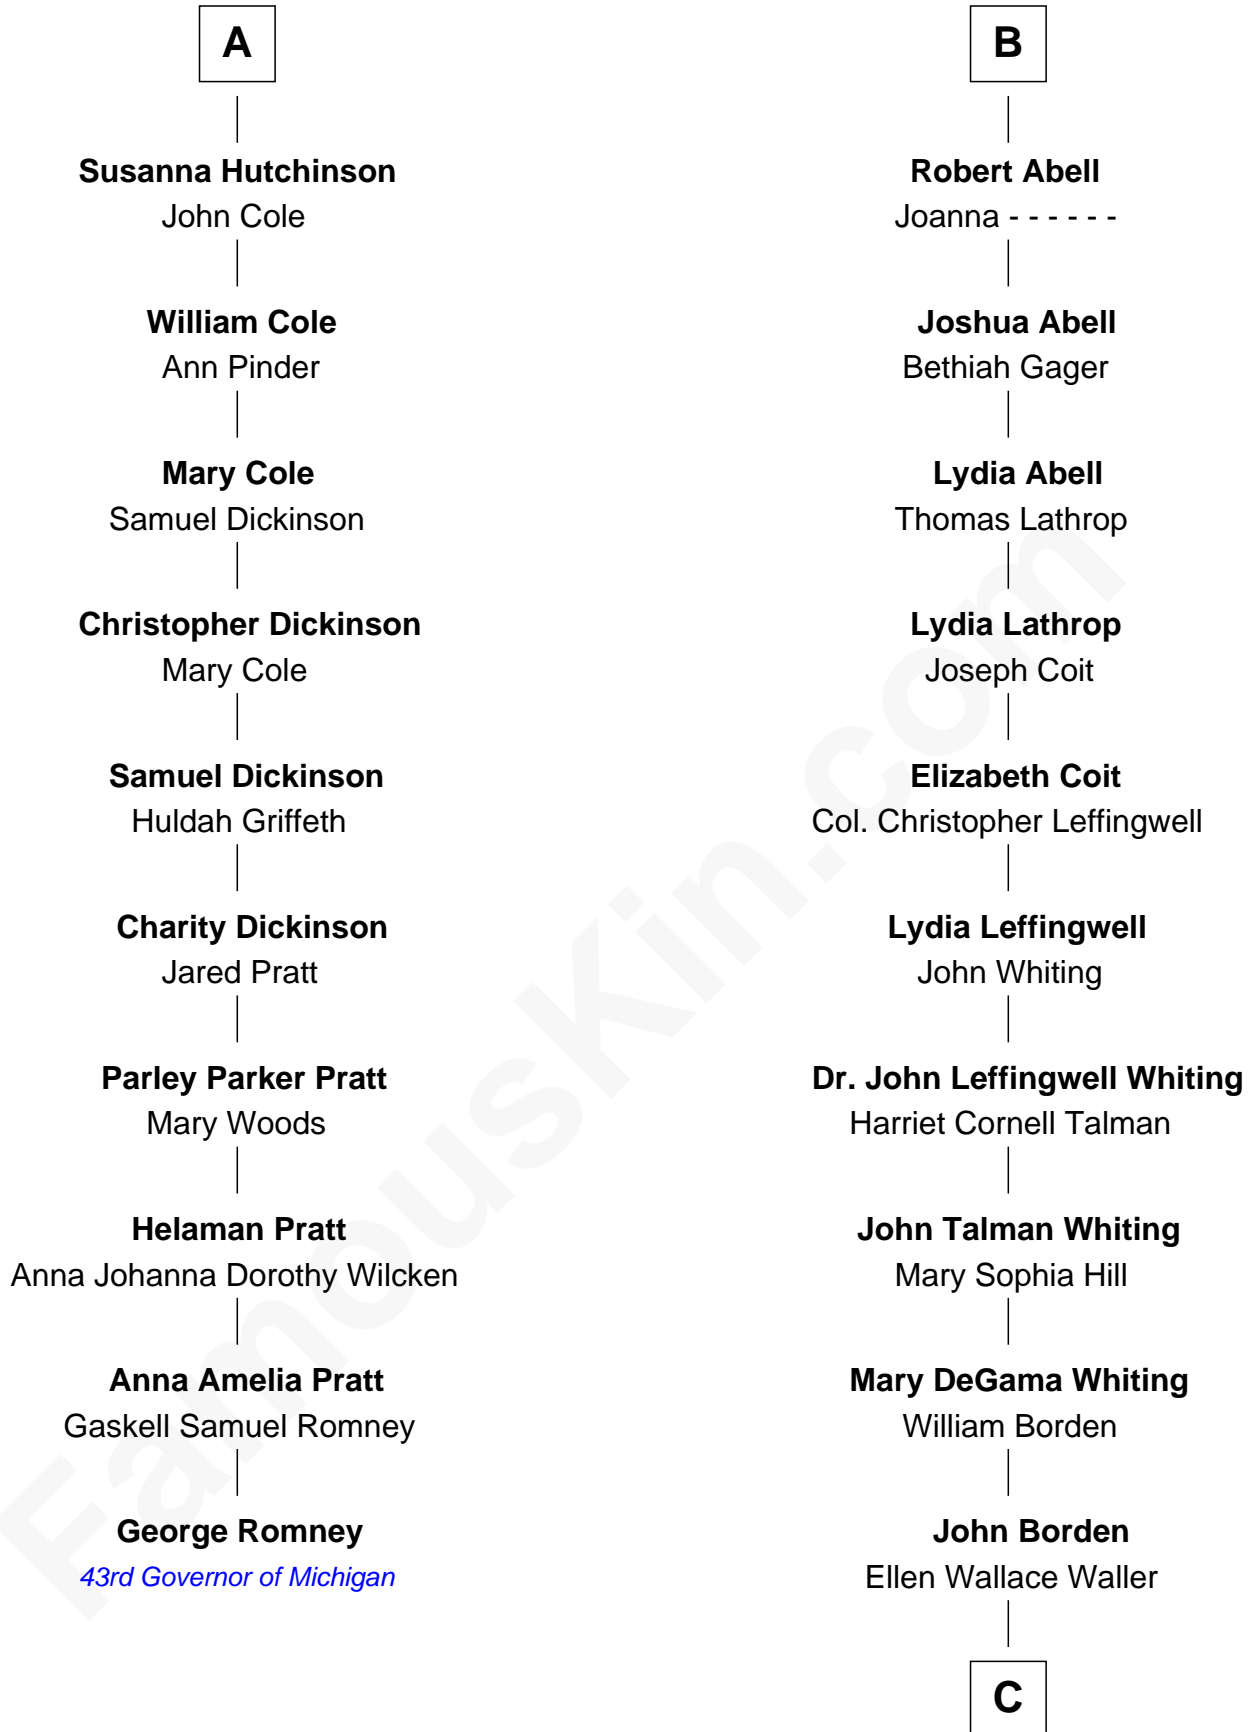 A
Susanna Hutchinson
John Cole
William Cole
Ann Pinder
Mary Cole
Samuel Dickinson
Christopher Dickinson
Mary Cole
Samuel Dickinson
Huldah Griffeth
Charity Dickinson
Jared Pratt
Parley Parker Pratt
Mary Woods
Helaman Pratt
Anna Johanna Dorothy Wilcken
Anna Amelia Pratt
Gaskell Samuel Romney
George Romney
43rd Governor of Michigan
B
Robert Abell
Joanna - - - - - -
Joshua Abell
Bethiah Gager
Lydia Abell
Thomas Lathrop
Lydia Lathrop
Joseph Coit
Elizabeth Coit
Col. Christopher Leffingwell
Lydia Leffingwell
John Whiting
Dr. John Leffingwell Whiting
Harriet Cornell Talman
John Talman Whiting
Mary Sophia Hill
Mary DeGama Whiting
William Borden
John Borden
Ellen Wallace Waller
C
FamousKin.com